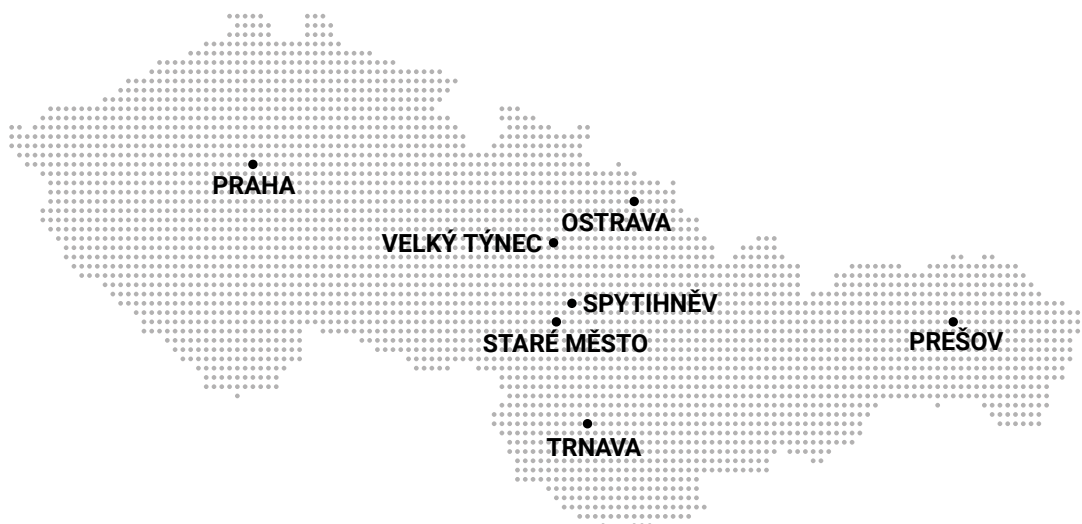 PRAHA
OSTRAVA
VELKÝ TÝNEC
SPYTIHNĚV
STARÉ MĚSTO
PREŠOV
TRNAVA